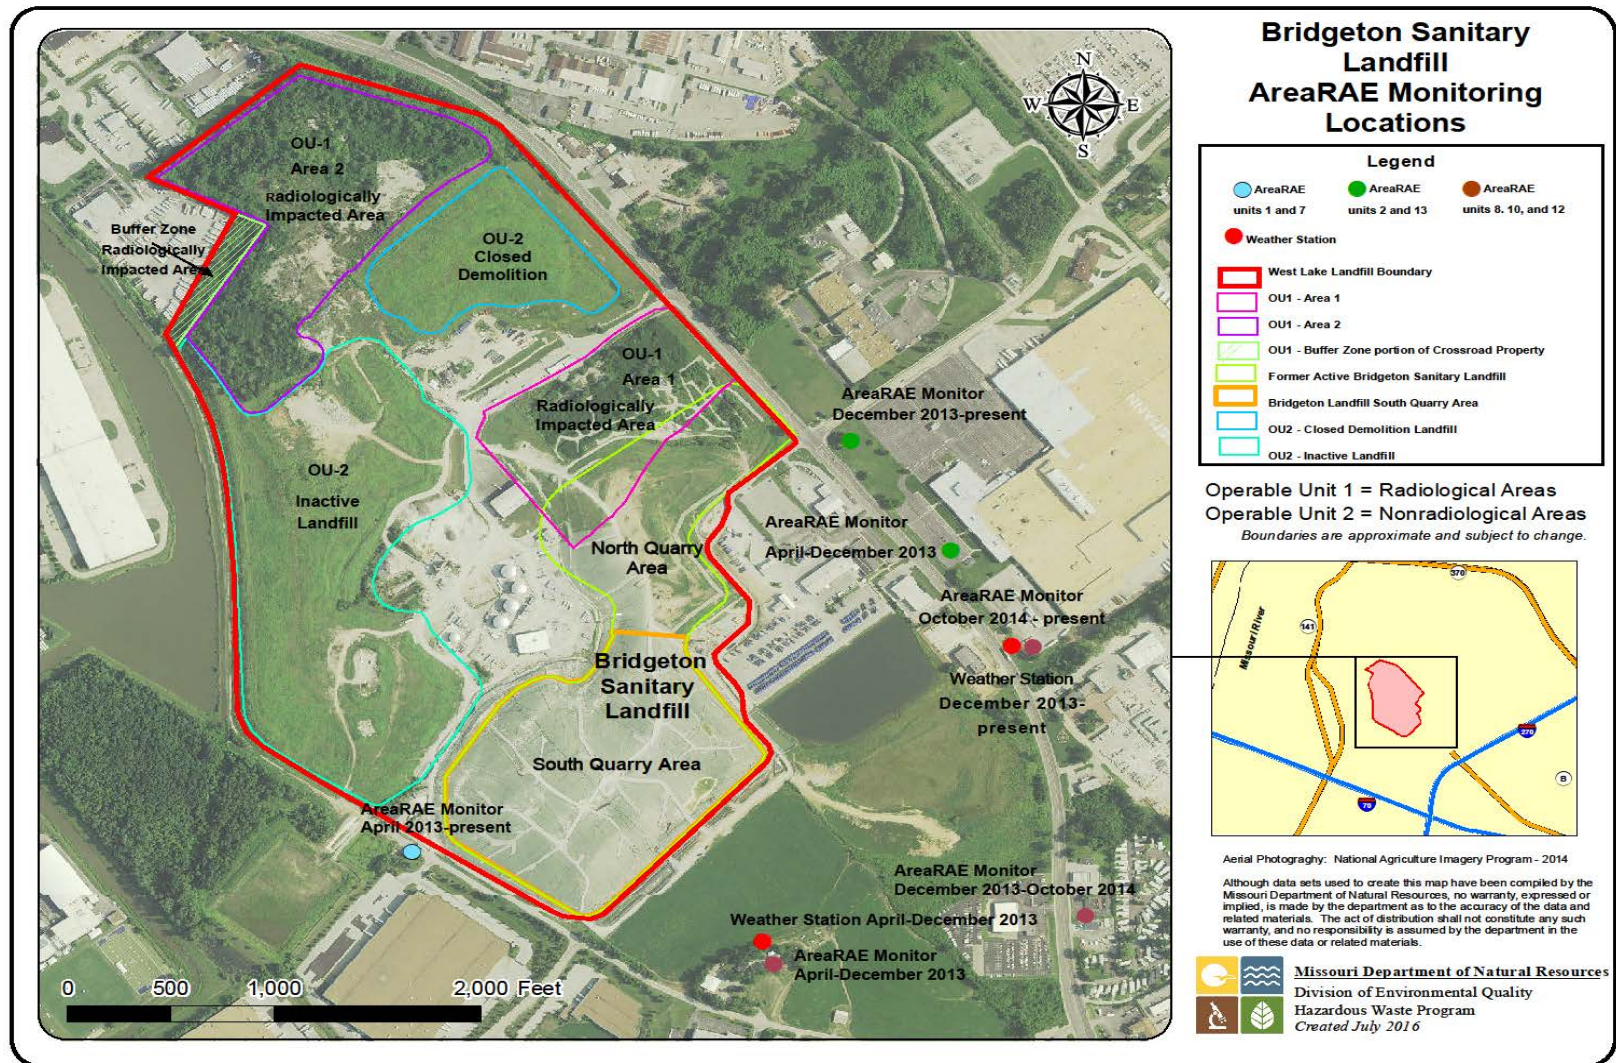 Bridgeton Sanitary
Landfill
AreaRAE Monitoring
Locations
Legend
AreaRAE
units 1 and 7
AreaRAE
units 2 and 13
AreaRAE
units 8. 10, and 12
Weather Station
West Lake Landfill Boundary
OU1 - Area 1
OU1 - Area 2
OU1 - Buffer Zone portion of Crossroad Property
Former Active Bridgeton Sanitary Landfill
Bridgeton Landfill South Quarry Area
OU2 - Closed Demolition Landfill
OU2 - Inactive Landfill
Operable Unit 1 = Radiological Areas
Operable Unit 2 = Nonradiological Areas
Boundaries are approximate and subject to change.
N
W
E
S
OU-1
Area 2
Radiologically
Impacted Area
Buffer Zone
Radiologically
Impacted Area
OU-2
Closed
Demolition
OU-1
Area 1
Radiologically
Impacted Area
OU-2
Inactive
Landfill
North Quarry
Area
Bridgeton
Sanitary
Landfill
South Quarry Area
AreaRAE Monitor
December 2013-present
AreaRAE Monitor
April-December 2013
AreaRAE Monitor
October 2014 - present
Weather Station
December 2013-
present
AreaRAE Monitor
April 2013-present
AreaRAE Monitor
December 2013-October 2014
Weather Station April-December 2013
AreaRAE Monitor
April-December 2013
0 500 1,000 2,000 Feet
370
141
Missouri River
270
B
70
Aerial Photography: National Agriculture Imagery Program - 2014
Although data sets used to create this map have been compiled by the
Missouri Department of Natural Resources, no warranty, expressed or
implied, is made by the department as to the accuracy of the data and
related materials. The act of distribution shall not constitute any such
warranty, and no responsibility is assumed by the department in the
use of these data or related materials.
Missouri Department of Natural Resources
Division of Environmental Quality
Hazardous Waste Program
Created July 2016